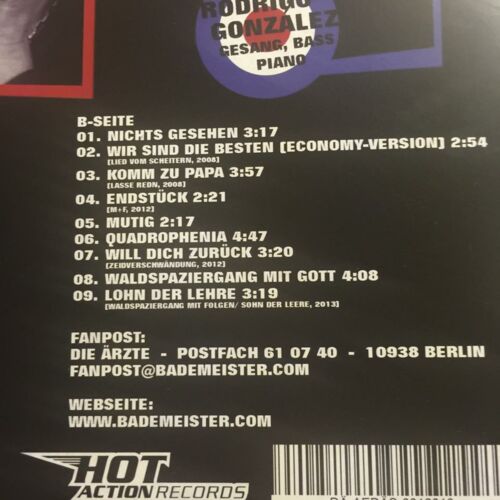 RODRIGO
GONZÁLEZ
GESANG, BASS
PIANO
B-SEITE
01. NICHTS GESEHEN 3:17
02. WIR SIND DIE BESTEN (ECONOMY-VERSION) 2:54
[LIED VOM SCHEITERN, 2008]
03. KOMM ZU PAPA 3:57
[LASSE REDN, 2008]
04. ENDSTÜCK 2:21
[M+F, 2012]
05. MUTIG 2:17
06. QUADROPHENIA 4:47
07. WILL DICH ZURÜCK 3:20
[ZEIDVERSCHWÄNDUNG, 2012]
08. WALDSPAZIERGANG MIT GOTT 4:08
09. LOHN DER LEHRE 3:19
[WALDSPAZIERGANG MIT FOLGEN/ SOHN DER LEERE, 2013]
FANPOST:
DIE ÄRZTE - POSTFACH 61 07 40 - 10938 BERLIN
FANPOST@BADEMEISTER.COM
WEBSEITE:
WWW.BADEMEISTER.COM
HOT
ACTION RECORDS